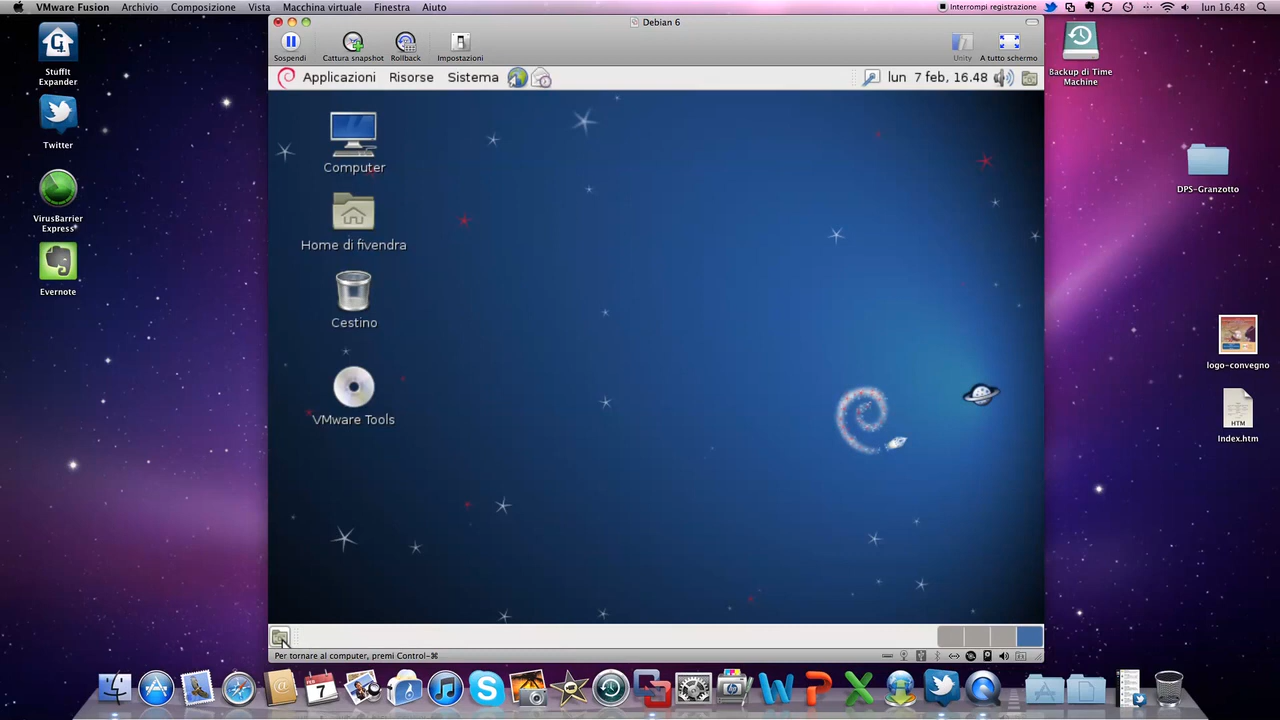 VMware Fusion Archivio Composizione Vista Macchina virtuale Finestra Aiuto
Interrompi registrazione
lun 16.48
Debian 6
Sospendi Cattura snapshot Rollback Impostazioni Unity A tutto schermo
Applicazioni Risorse Sistema lun 7 feb, 16.48
StuffIt
Expander
Twitter
VirusBarrier
Express
Evernote
Computer
Home di fivendra
Cestino
VMware Tools
Backup di Time
Machine
DPS-Granzotto
logo-convegno
HTM
Index.htm
Per tornare al computer, premi Control-⌘
7